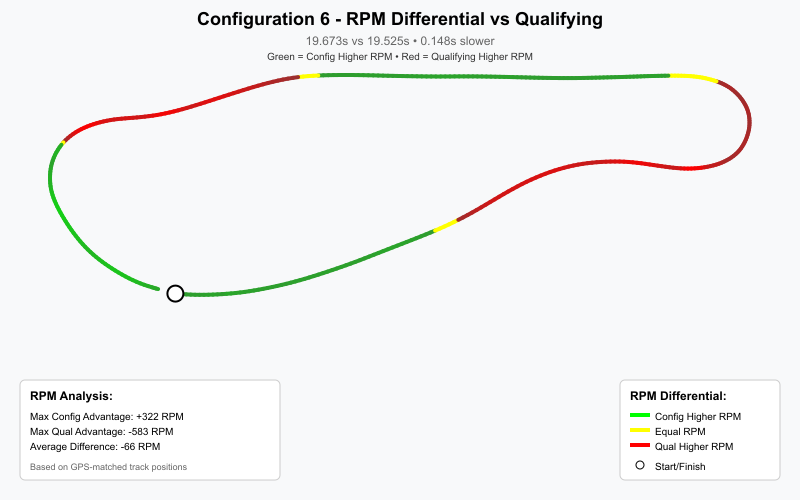 Configuration 6 - RPM Differential vs Qualifying
19.673s vs 19.525s • 0.148s slower
Green = Config Higher RPM • Red = Qualifying Higher RPM
RPM Analysis:
Max Config Advantage: +322 RPM
Max Qual Advantage: -583 RPM
Average Difference: -66 RPM
Based on GPS-matched track positions
RPM Differential:
Config Higher RPM
Equal RPM
Qual Higher RPM
Start/Finish